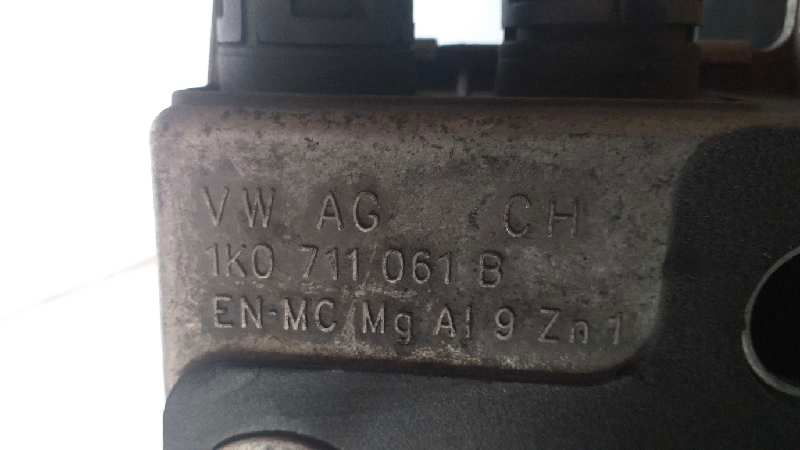 VW AG CH
1K0 711 061 B
EN-MC Mg Al 9 Zn 1